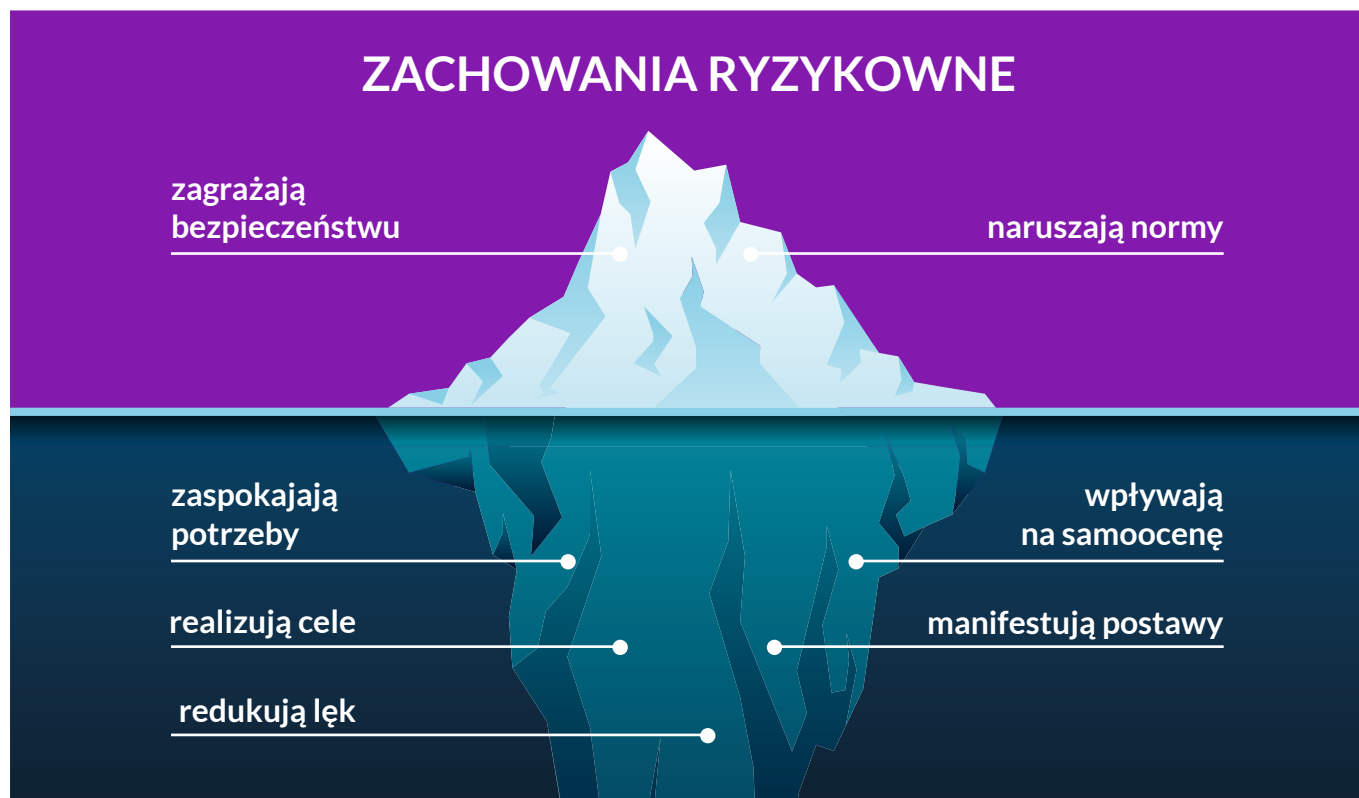 ZACHOWANIA RYZYKOWNE
zagrażają
bezpieczeństwu
naruszają normy
zaspokajają
potrzeby
wpływają
na samoocenę
realizują cele
manifestują postawy
redukują lęk